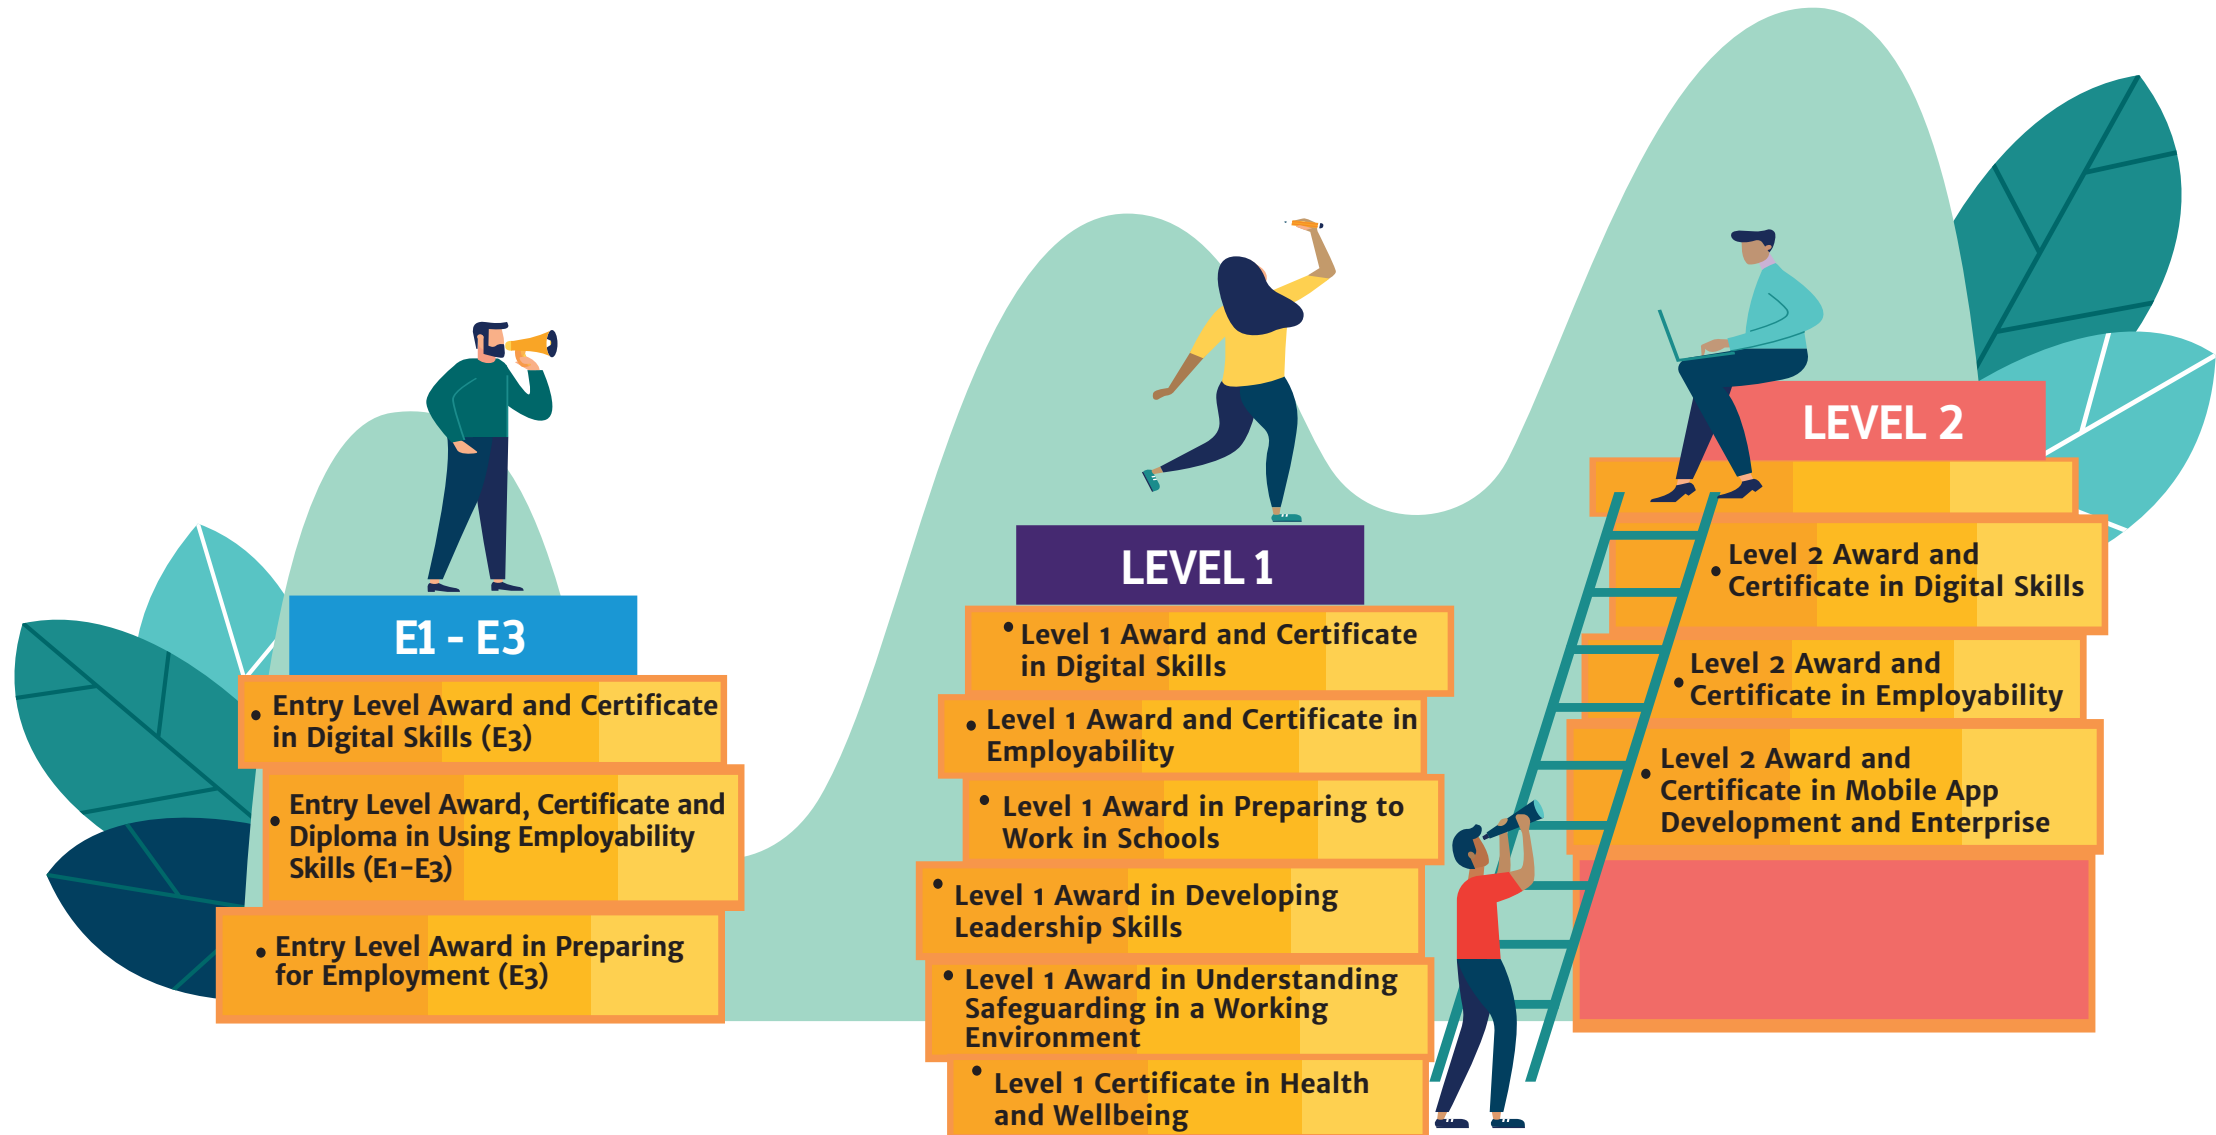 E1 - E3
• Entry Level Award and Certificate
in Digital Skills (E3)
• Entry Level Award, Certificate and
Diploma in Using Employability
Skills (E1-E3)
• Entry Level Award in Preparing
for Employment (E3)
LEVEL 1
• Level 1 Award and Certificate
in Digital Skills
• Level 1 Award and Certificate in
Employability
• Level 1 Award in Preparing to
Work in Schools
• Level 1 Award in Developing
Leadership Skills
• Level 1 Award in Understanding
Safeguarding in a Working
Environment
• Level 1 Certificate in Health
and Wellbeing
LEVEL 2
• Level 2 Award and
Certificate in Digital Skills
• Level 2 Award and
Certificate in Employability
• Level 2 Award and
Certificate in Mobile App
Development and Enterprise